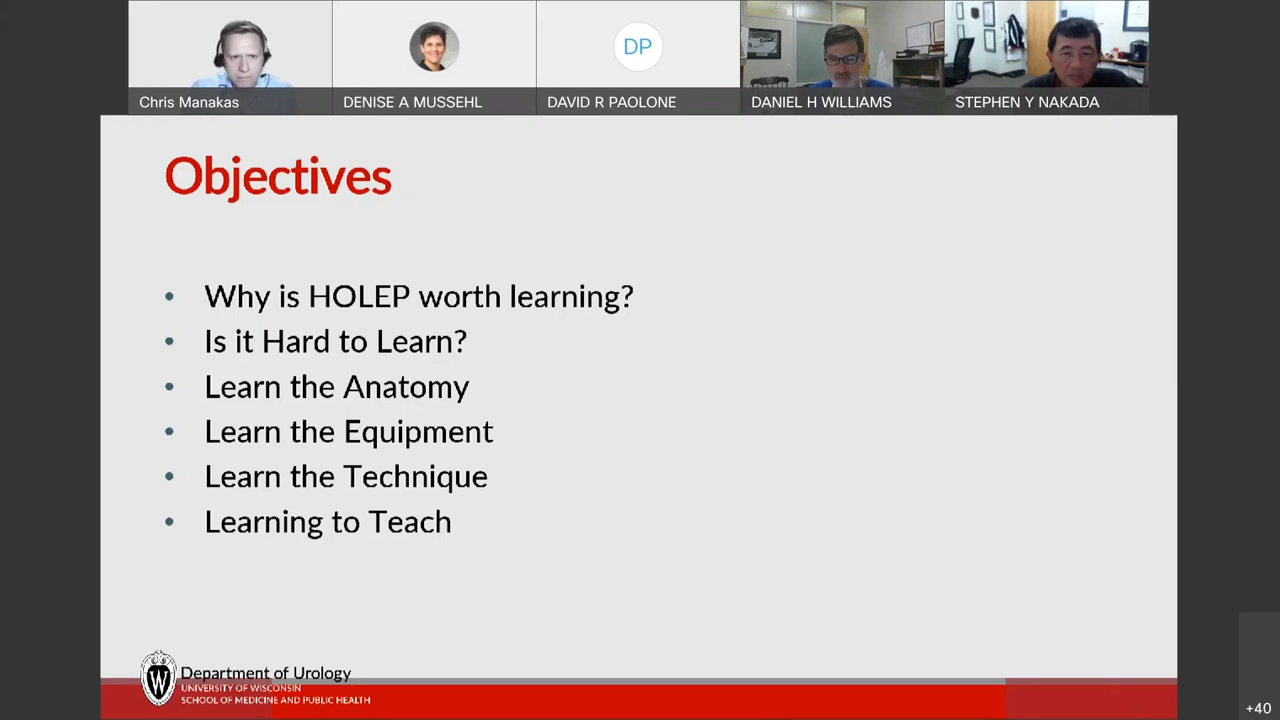 DP
Chris Manakas
DENISE A MUSSEHL
DAVID R PAOLONE
DANIEL H WILLIAMS
STEPHEN Y NAKADA
Objectives
• Why is HOLEP worth learning?
• Is it Hard to Learn?
• Learn the Anatomy
• Learn the Equipment
• Learn the Technique
• Learning to Teach
W
Department of Urology
UNIVERSITY OF WISCONSIN
SCHOOL OF MEDICINE AND PUBLIC HEALTH
+40